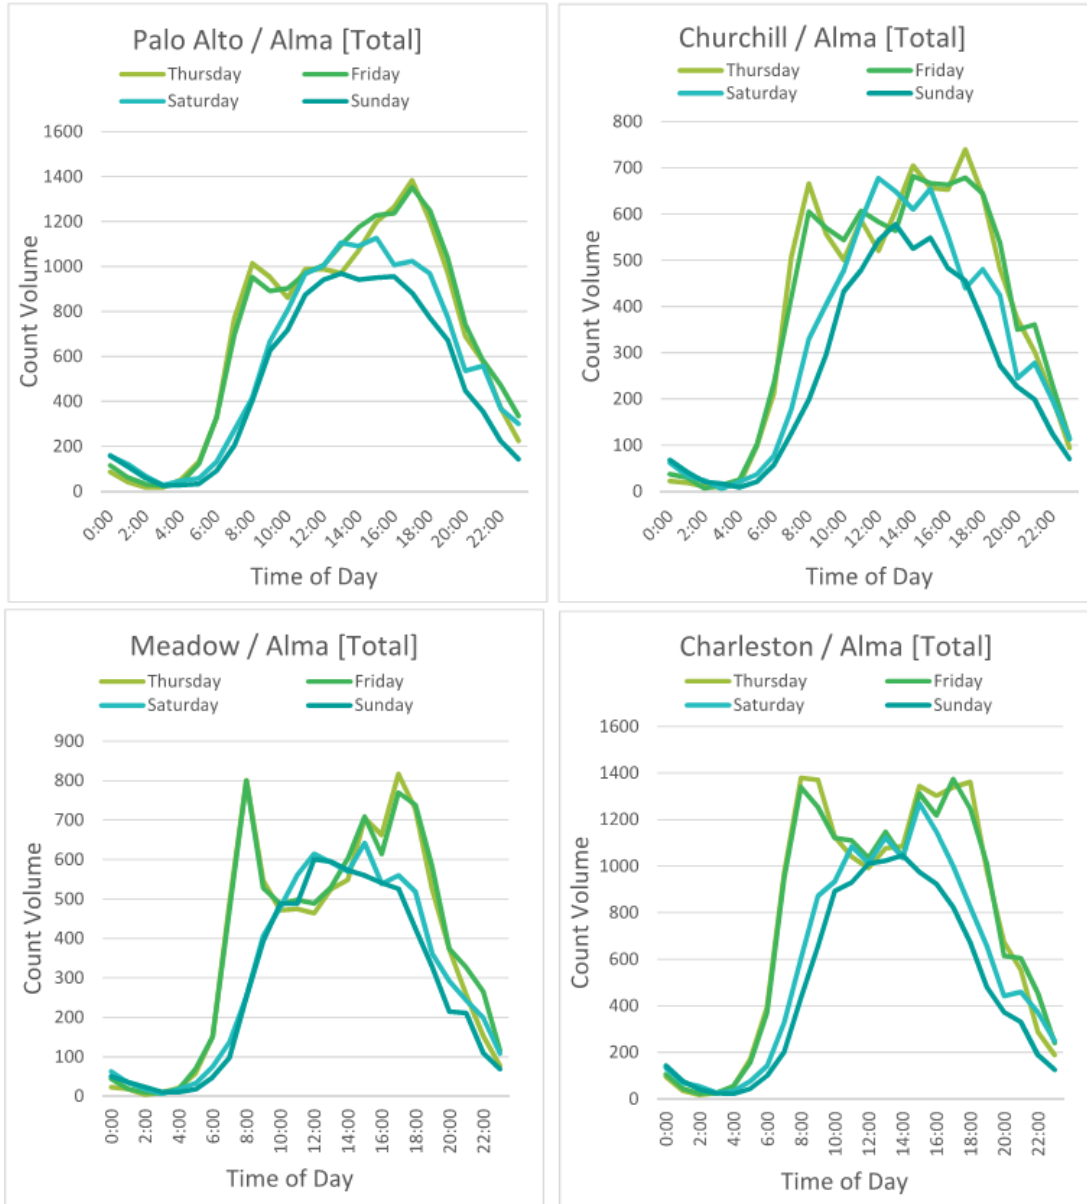 Palo Alto / Alma [Total]
Thursday Friday
Saturday Sunday
1600
1400
1200
1000
800
600
400
200
0
Count Volume
0:00 2:00 4:00 6:00 8:00 10:00 12:00 14:00 16:00 18:00 20:00 22:00
Time of Day
Churchill / Alma [Total]
Thursday Friday
Saturday Sunday
800
700
600
500
400
300
200
100
0
Count Volume
0:00 2:00 4:00 6:00 8:00 10:00 12:00 14:00 16:00 18:00 20:00 22:00
Time of Day
Meadow / Alma [Total]
Thursday Friday
Saturday Sunday
900
800
700
600
500
400
300
200
100
0
Count Volume
0:00 2:00 4:00 6:00 8:00 10:00 12:00 14:00 16:00 18:00 20:00 22:00
Time of Day
Charleston / Alma [Total]
Thursday Friday
Saturday Sunday
1600
1400
1200
1000
800
600
400
200
0
Count Volume
0:00 2:00 4:00 6:00 8:00 10:00 12:00 14:00 16:00 18:00 20:00 22:00
Time of Day